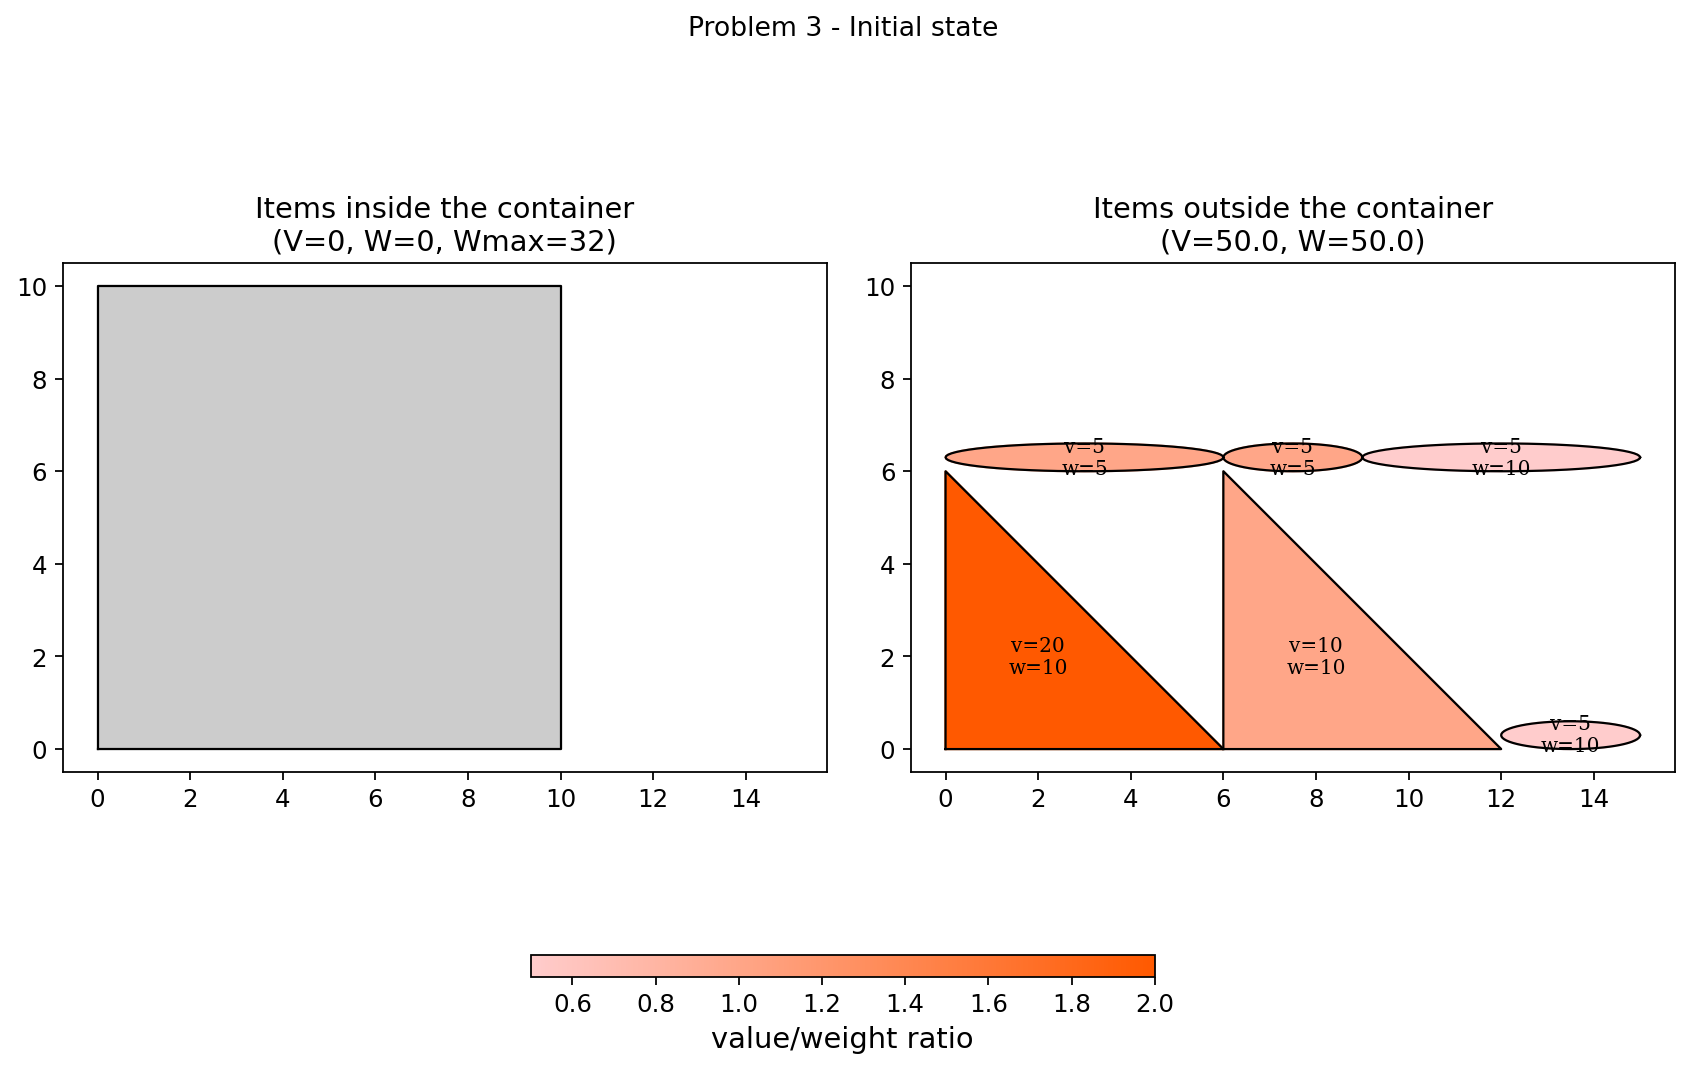 Problem 3 - Initial state
Items inside the container
(V=0, W=0, Wmax=32)
10
8
6
4
2
0
0 2 4 6 8 10 12 14
Items outside the container
(V=50.0, W=50.0)
10
8
6
4
2
0
v=5
w=5
v=5
w=5
v=5
w=10
v=20
w=10
v=10
w=10
v=5
w=10
0 2 4 6 8 10 12 14
0.6 0.8 1.0 1.2 1.4 1.6 1.8 2.0
value/weight ratio